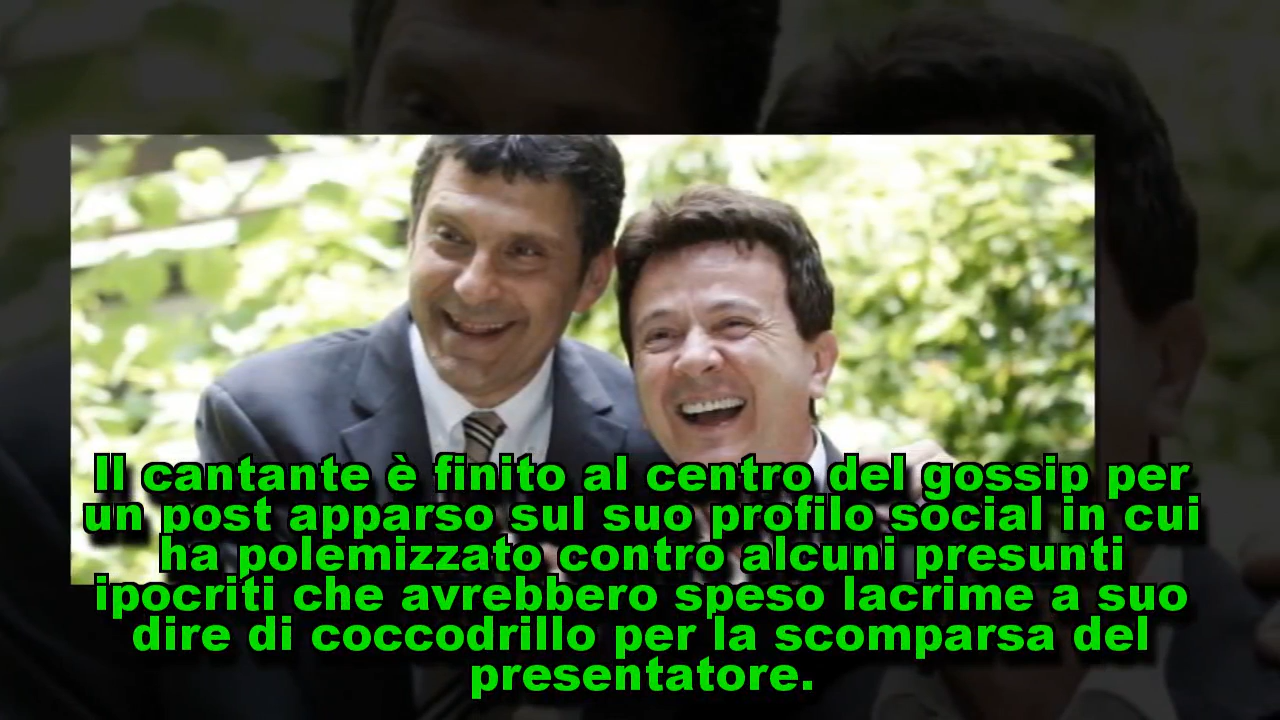 Il cantante è finito al centro del gossip per
un post apparso sul suo profilo social in cui
ha polemizzato contro alcuni presunti
ipocriti che avrebbero speso lacrime a suo
dire di coccodrillo per la scomparsa del
presentatore.